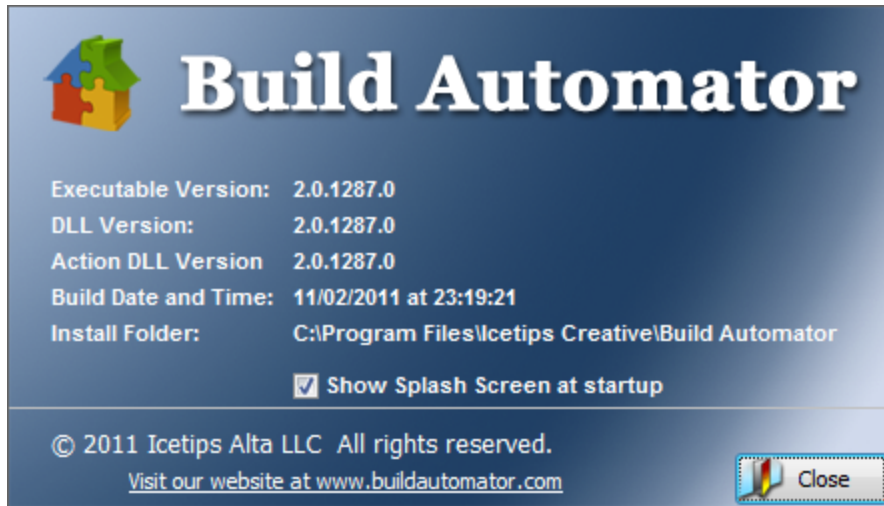 Build Automator
Executable Version: 2.0.1287.0
DLL Version: 2.0.1287.0
Action DLL Version 2.0.1287.0
Build Date and Time: 11/02/2011 at 23:19:21
Install Folder: C:\Program Files\Icetips Creative\Build Automator
Show Splash Screen at startup
© 2011 Icetips Alta LLC All rights reserved.
Visit our website at www.buildautomator.com
Close